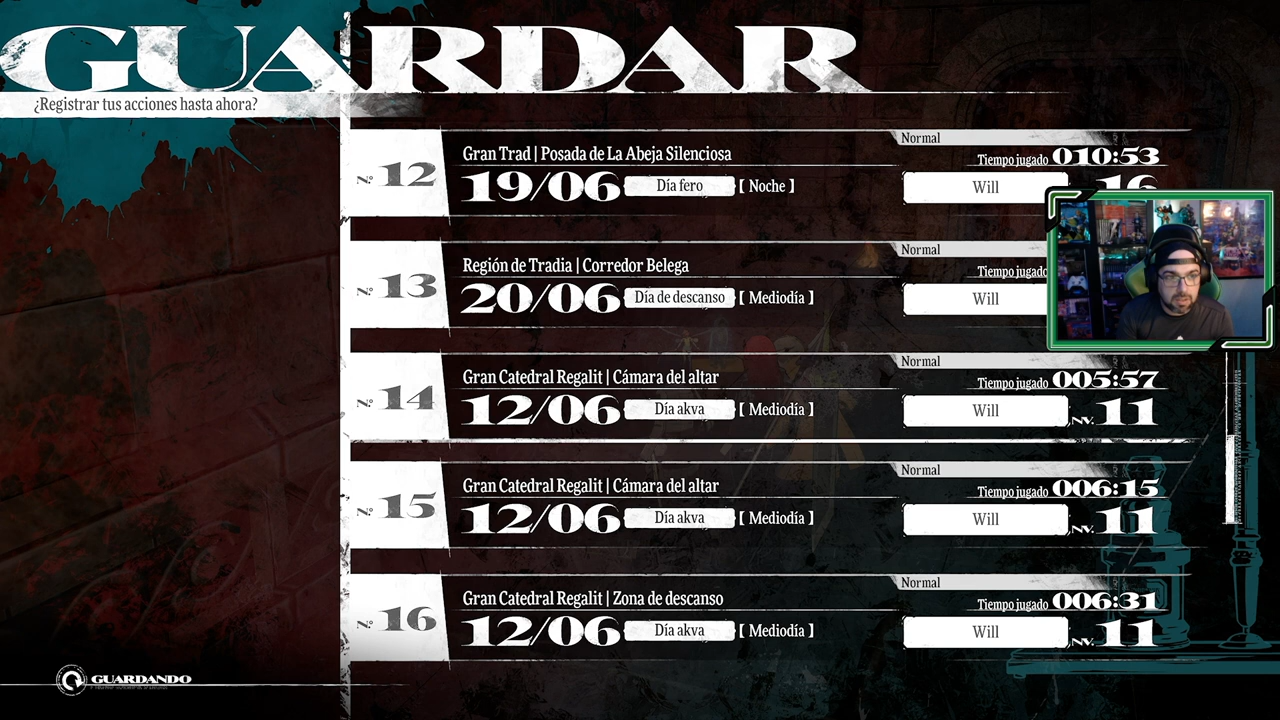 GUARDAR
¿Registrar tus acciones hasta ahora?
Normal
N.º 12
Gran Trad | Posada de La Abeja Silenciosa
Tiempo jugado 010:53
19/06 Día fero [ Noche ]
Will
16
Normal
N.º 13
Región de Tradia | Corredor Belega
Tiempo jugado
20/06 Día de descanso [ Mediodía ]
Will
Normal
N.º 14
Gran Catedral Regalit | Cámara del altar
Tiempo jugado 005:57
12/06 Día akva [ Mediodía ]
Will
NV. 11
Normal
N.º 15
Gran Catedral Regalit | Cámara del altar
Tiempo jugado 006:15
12/06 Día akva [ Mediodía ]
Will
NV. 11
Normal
N.º 16
Gran Catedral Regalit | Zona de descanso
Tiempo jugado 006:31
12/06 Día akva [ Mediodía ]
Will
NV. 11
GUARDANDO